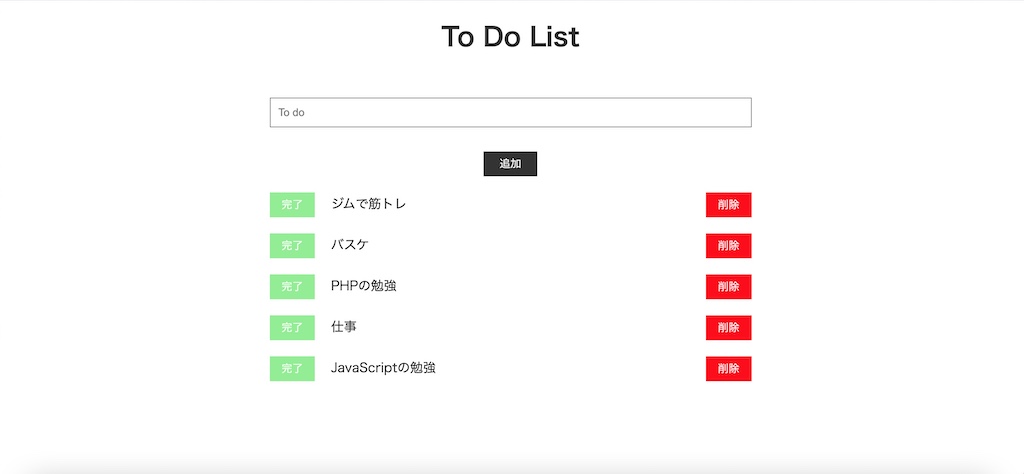 To Do List
To do
追加
完了 ジムで筋トレ 削除
完了 バスケ 削除
完了 PHPの勉強 削除
完了 仕事 削除
完了 JavaScriptの勉強 削除